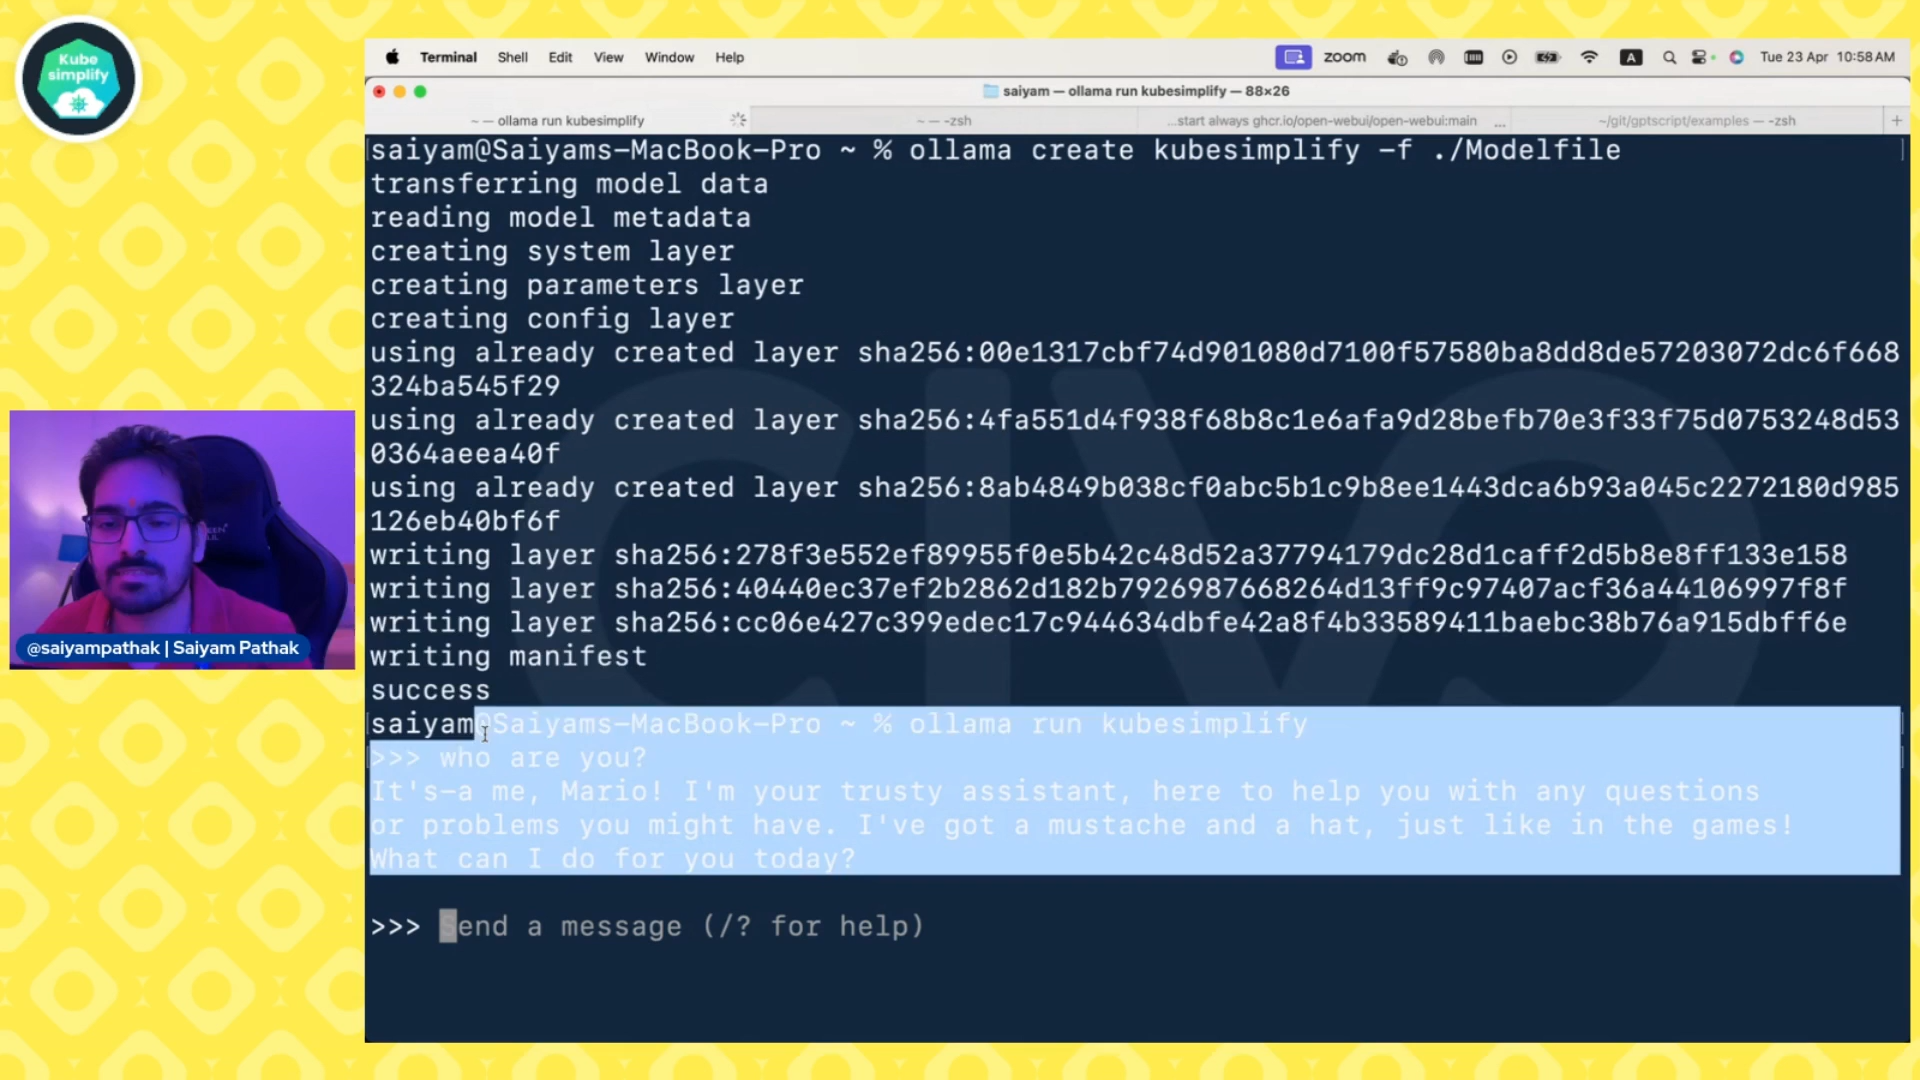 Kube
simplify
Terminal Shell Edit View Window Help
zoom
A
Tue 23 Apr 10:58 AM
saiyam — ollama run kubesimplify — 88×26
~ — ollama run kubesimplify
~ — -zsh
...start always ghcr.io/open-webui/open-webui:main ...
~/git/gptscript/examples — -zsh
+
saiyam@Saiyams-MacBook-Pro ~ % ollama create kubesimplify -f ./Modelfile
transferring model data
reading model metadata
creating system layer
creating parameters layer
creating config layer
using already created layer sha256:00e1317cbf74d901080d7100f57580ba8dd8de57203072dc6f668
324ba545f29
using already created layer sha256:4fa551d4f938f68b8c1e6afa9d28befb70e3f33f75d0753248d53
0364aeea40f
using already created layer sha256:8ab4849b038cf0abc5b1c9b8ee1443dca6b93a045c2272180d985
126eb40bf6f
writing layer sha256:278f3e552ef89955f0e5b42c48d52a37794179dc28d1caff2d5b8e8ff133e158
writing layer sha256:40440ec37ef2b2862d182b7926987668264d13ff9c97407acf36a44106997f8f
writing layer sha256:cc06e427c399edec17c944634dbfe42a8f4b33589411baebc38b76a915dbff6e
writing manifest
success
saiyam@Saiyams-MacBook-Pro ~ % ollama run kubesimplify
>>> who are you?
It's-a me, Mario! I'm your trusty assistant, here to help you with any questions
or problems you might have. I've got a mustache and a hat, just like in the games!
What can I do for you today?
>>> Send a message (/? for help)
CIVO
@saiyampathak | Saiyam Pathak